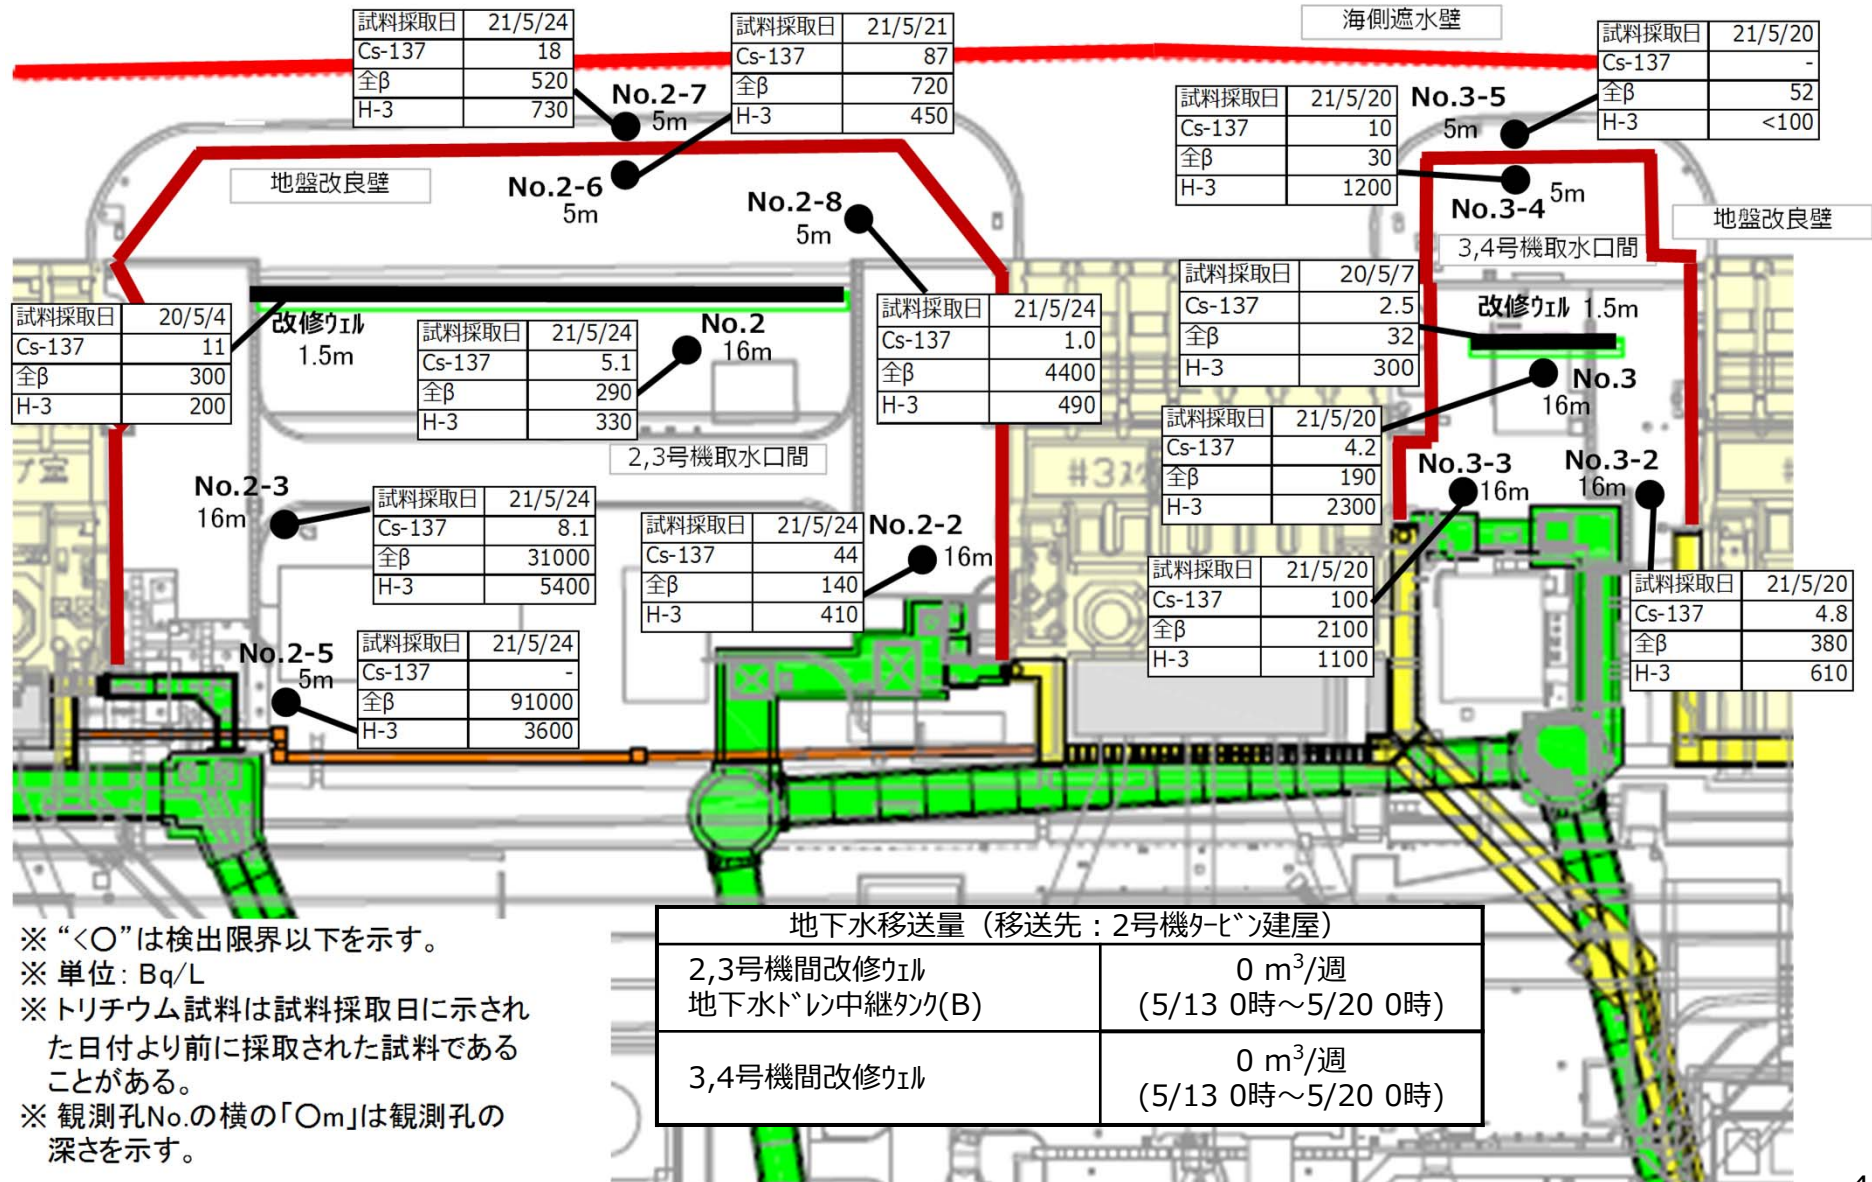 海側遮水壁
試料採取日 21/5/24
Cs-137 18
全β 520
H-3 730
No.2-7
5m
試料採取日 21/5/21
Cs-137 87
全β 720
H-3 450
No.2-6
5m
試料採取日 21/5/20
Cs-137 -
全β 52
H-3 <100
No.3-5
5m
試料採取日 21/5/20
Cs-137 10
全β 30
H-3 1200
No.3-4
5m
地盤改良壁
地盤改良壁
No.2-8
5m
3,4号機取水口間
試料採取日 20/5/4
Cs-137 11
全β 300
H-3 200
改修ウェル
1.5m
試料採取日 21/5/24
Cs-137 5.1
全β 290
H-3 330
No.2
16m
試料採取日 21/5/24
Cs-137 1.0
全β 4400
H-3 490
試料採取日 20/5/7
Cs-137 2.5
全β 32
H-3 300
改修ウェル 1.5m
No.3
16m
試料採取日 21/5/20
Cs-137 4.2
全β 190
H-3 2300
2,3号機取水口間
No.2-3
16m
試料採取日 21/5/24
Cs-137 8.1
全β 31000
H-3 5400
試料採取日 21/5/24
Cs-137 44
全β 140
H-3 410
No.2-2
16m
No.3-3
16m
No.3-2
16m
試料採取日 21/5/20
Cs-137 100
全β 2100
H-3 1100
試料採取日 21/5/20
Cs-137 4.8
全β 380
H-3 610
No.2-5
5m
試料採取日 21/5/24
Cs-137 -
全β 91000
H-3 3600
※ “<〇”は検出限界以下を示す。
※ 単位: Bq/L
※ トリチウム試料は試料採取日に示され
た日付より前に採取された試料である
ことがある。
※ 観測孔No.の横の「〇m」は観測孔の
深さを示す。
地下水移送量（移送先：2号機ﾀｰﾋﾞﾝ建屋）
2,3号機間改修ｳｪﾙ
地下水ﾄﾞﾚﾝ中継ﾀﾝｸ(B)
0 m³/週
(5/13 0時～5/20 0時)
3,4号機間改修ｳｪﾙ
0 m³/週
(5/13 0時～5/20 0時)